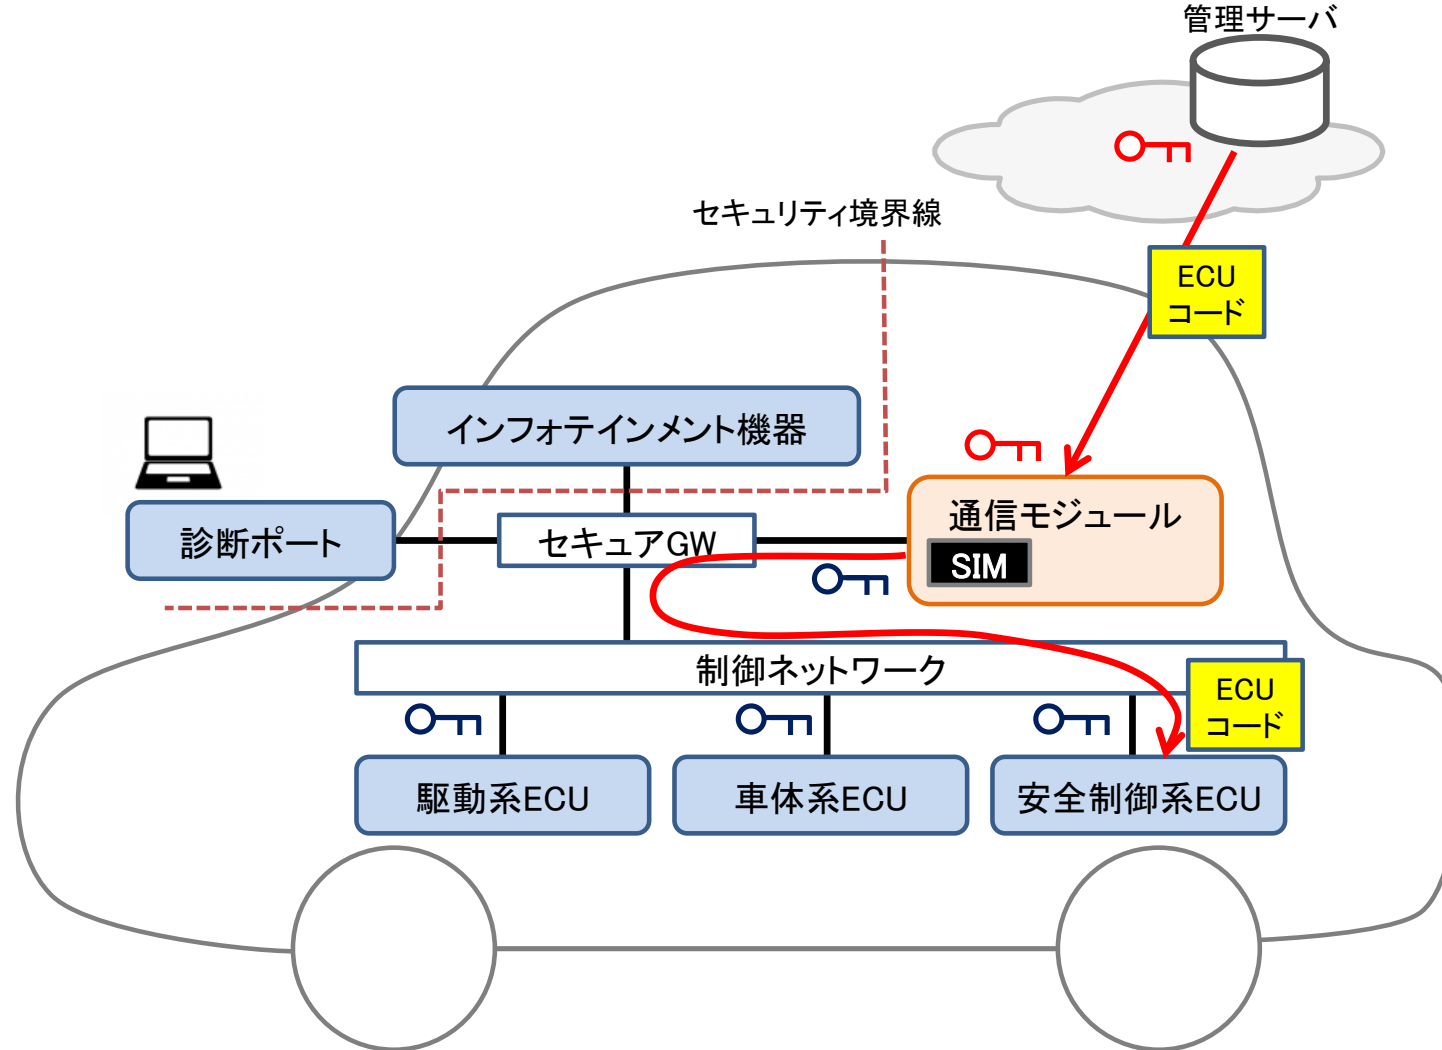 管理サーバ
セキュリティ境界線
ECU
コード
インフォテインメント機器
診断ポート
セキュアGW
通信モジュール
SIM
制御ネットワーク
ECU
コード
駆動系ECU
車体系ECU
安全制御系ECU